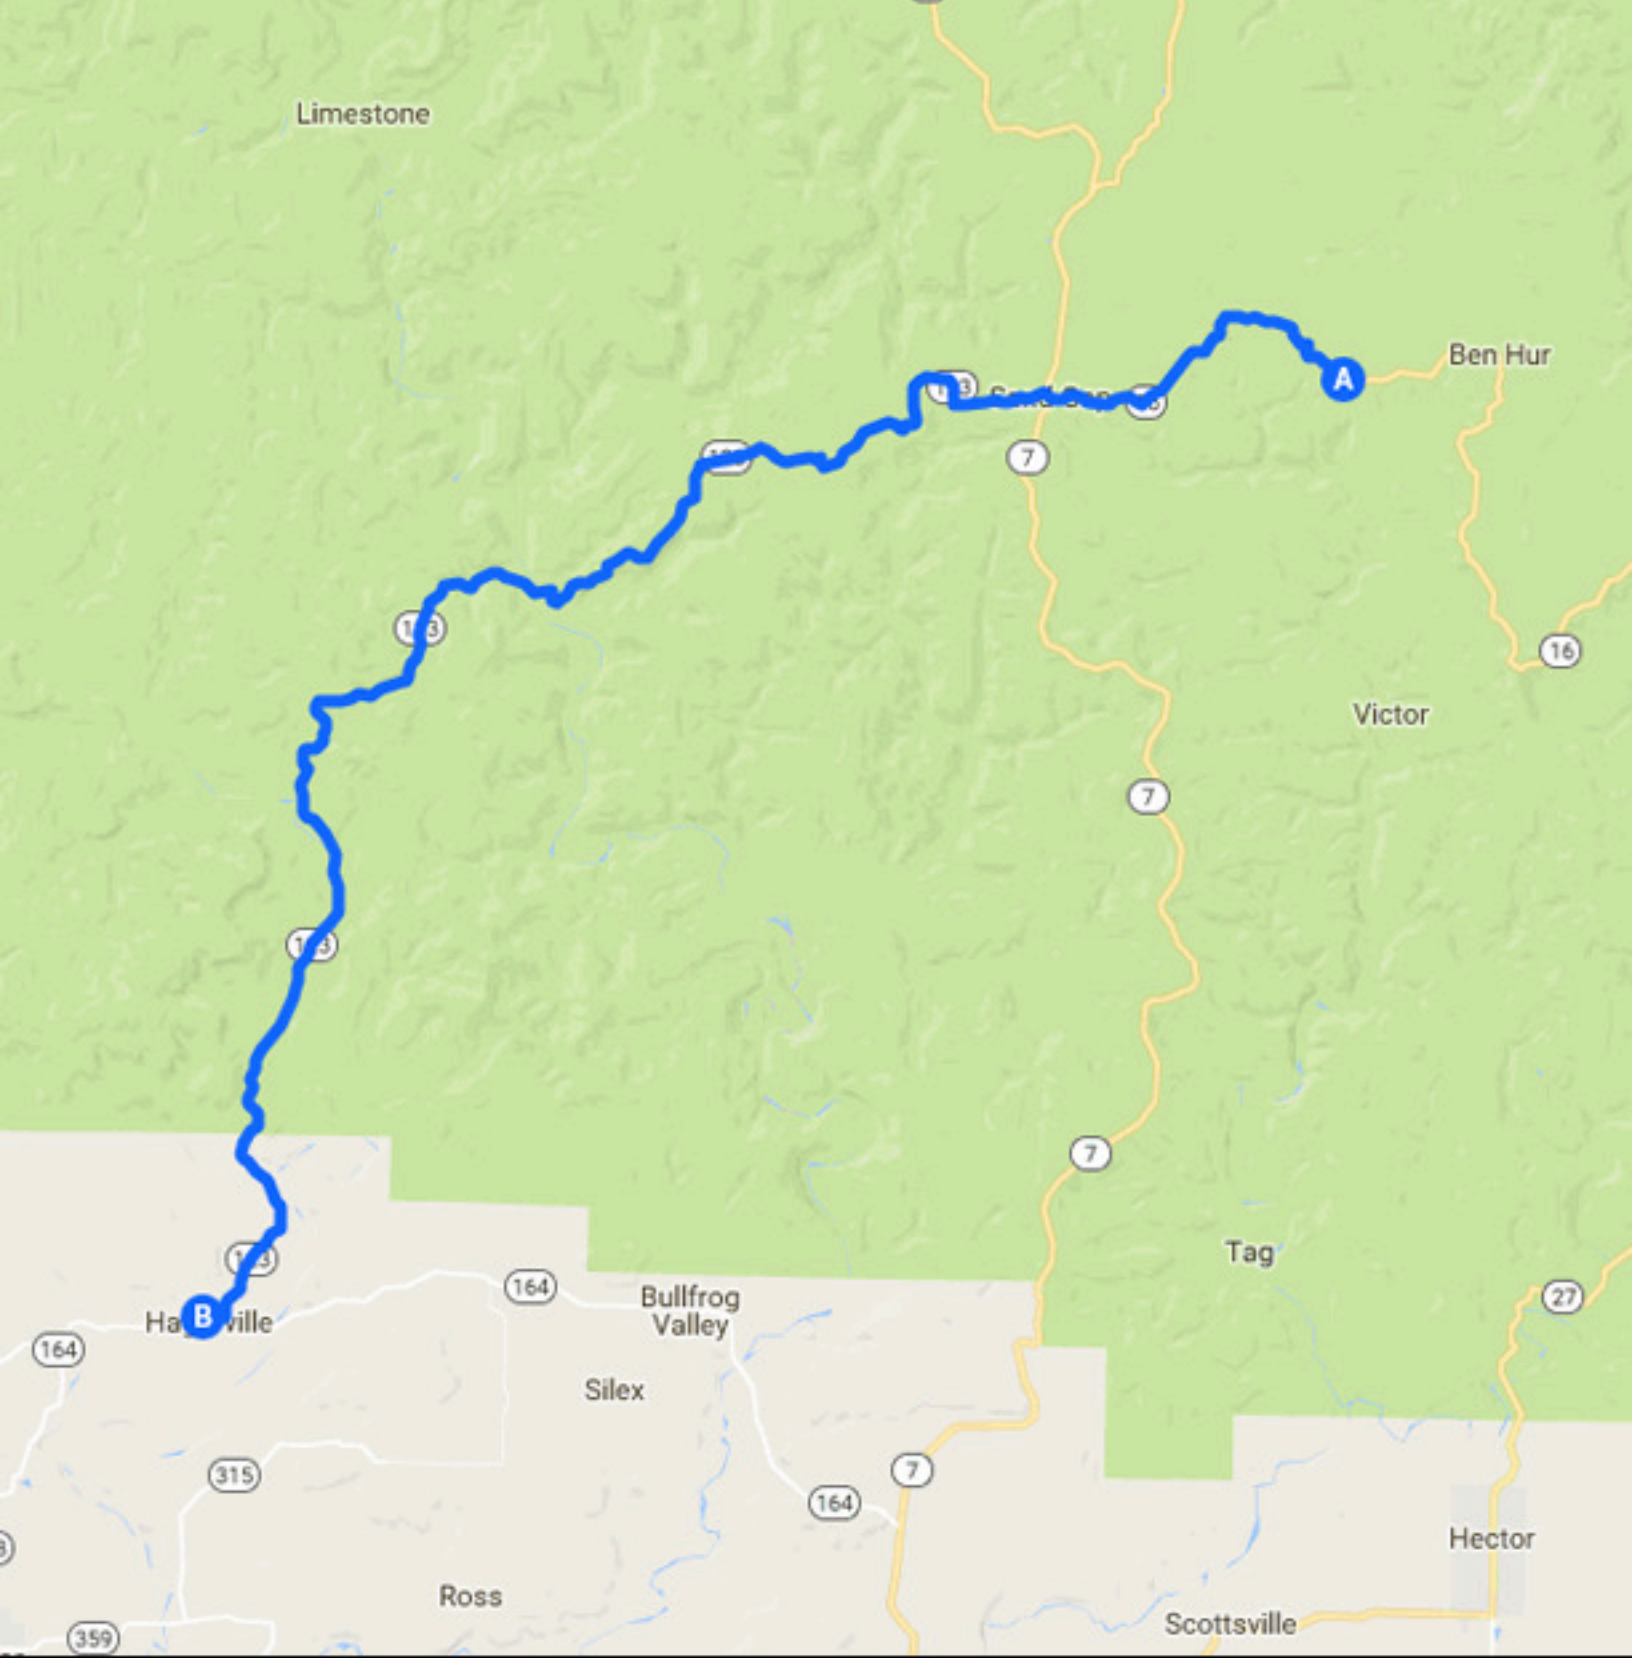 Limestone
Ben Hur
A
7
16
Victor
7
7
Tag
164
Bullfrog
Valley
27
B
164
Silex
7
315
164
Hector
Ross
Scottsville
359